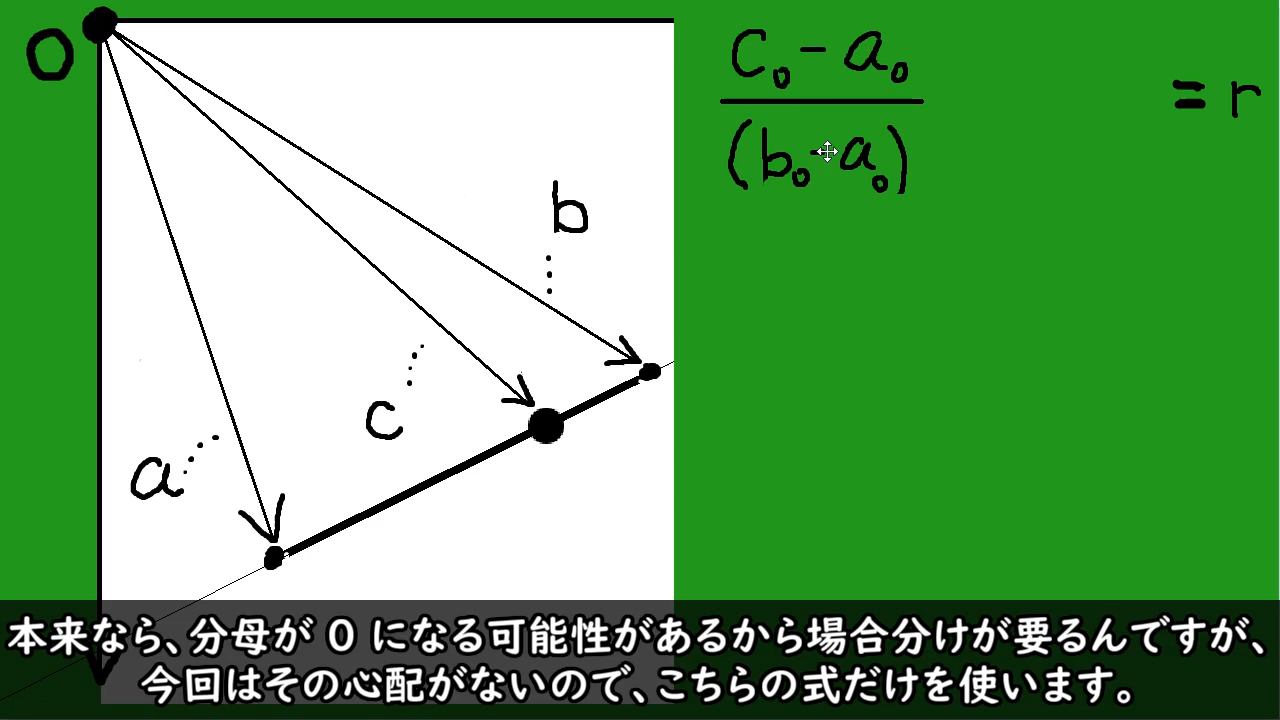 O
C₀ - a₀
(b₀ - a₀)
= r
b
c
a
本来なら、分母が 0 になる可能性があるから場合分けが要るんですが、
今回はその心配がないので、こちらの式だけを使います。